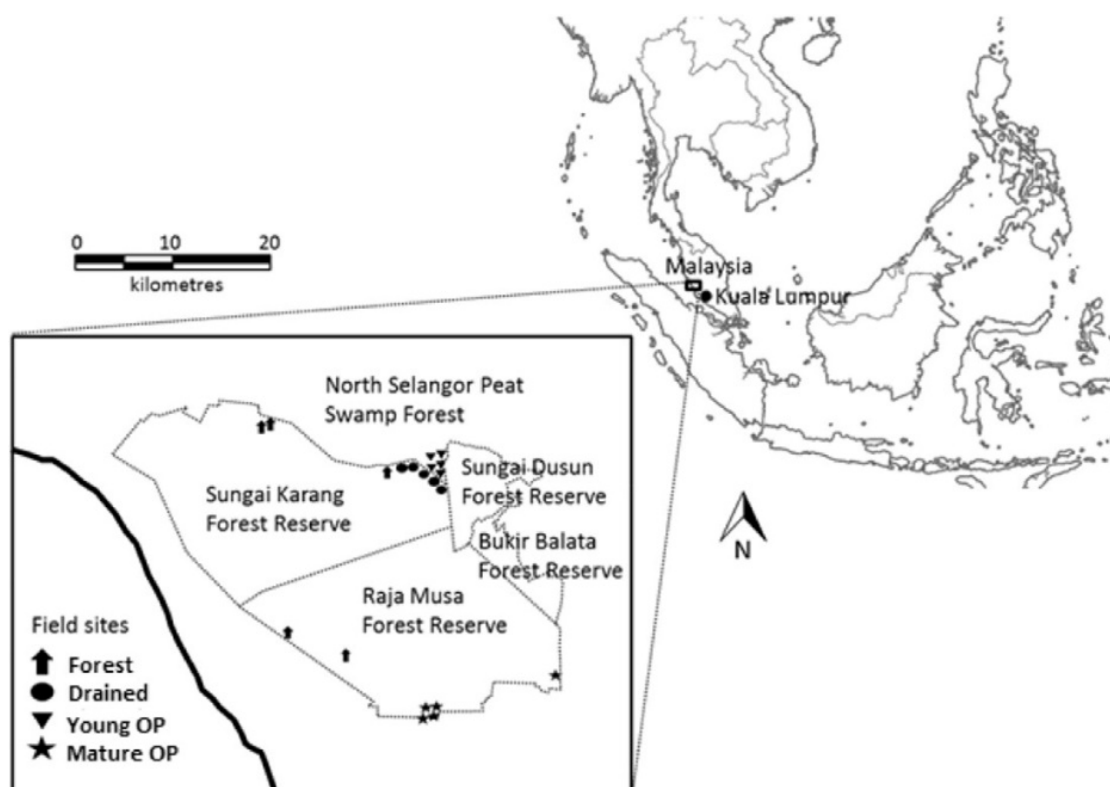 0 10 20
kilometres
Malaysia
Kuala Lumpur
North Selangor Peat
Swamp Forest
Sungai Karang
Forest Reserve
Sungai Dusun
Forest Reserve
Bukir Balata
Forest Reserve
Raja Musa
Forest Reserve
N
Field sites
Forest
Drained
Young OP
Mature OP